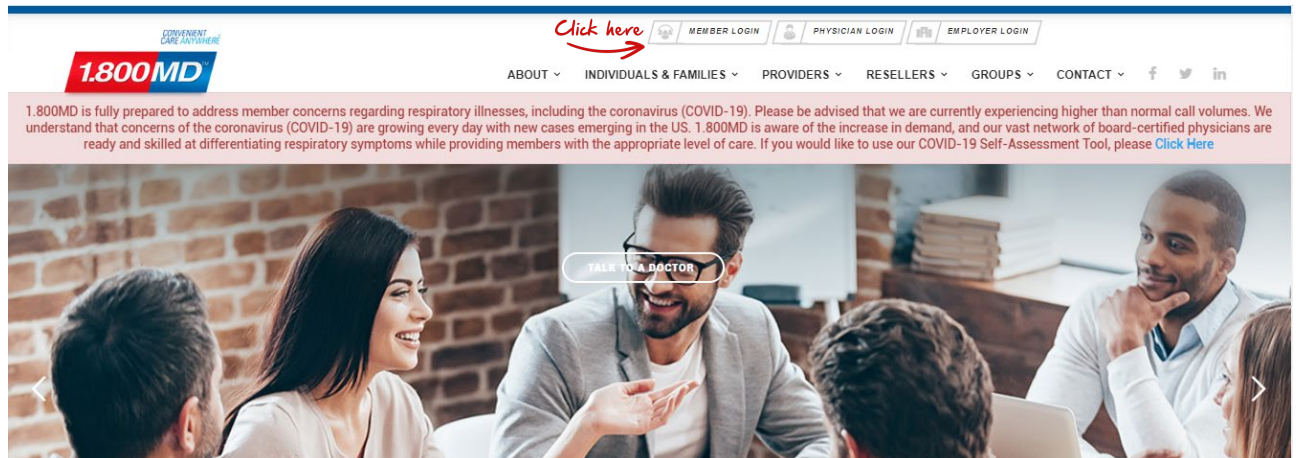 Click here
MEMBER LOGIN
PHYSICIAN LOGIN
EMPLOYER LOGIN
CONVENIENT
CARE ANYWHERE
1.800MD™
ABOUT
INDIVIDUALS & FAMILIES
PROVIDERS
RESELLERS
GROUPS
CONTACT
f
in
1.800MD is fully prepared to address member concerns regarding respiratory illnesses, including the coronavirus (COVID-19). Please be advised that we are currently experiencing higher than normal call volumes. We
understand that concerns of the coronavirus (COVID-19) are growing every day with new cases emerging in the US. 1.800MD is aware of the increase in demand, and our vast network of board-certified physicians are
ready and skilled at differentiating respiratory symptoms while providing members with the appropriate level of care. If you would like to use our COVID-19 Self-Assessment Tool, please Click Here
TALK TO A DOCTOR